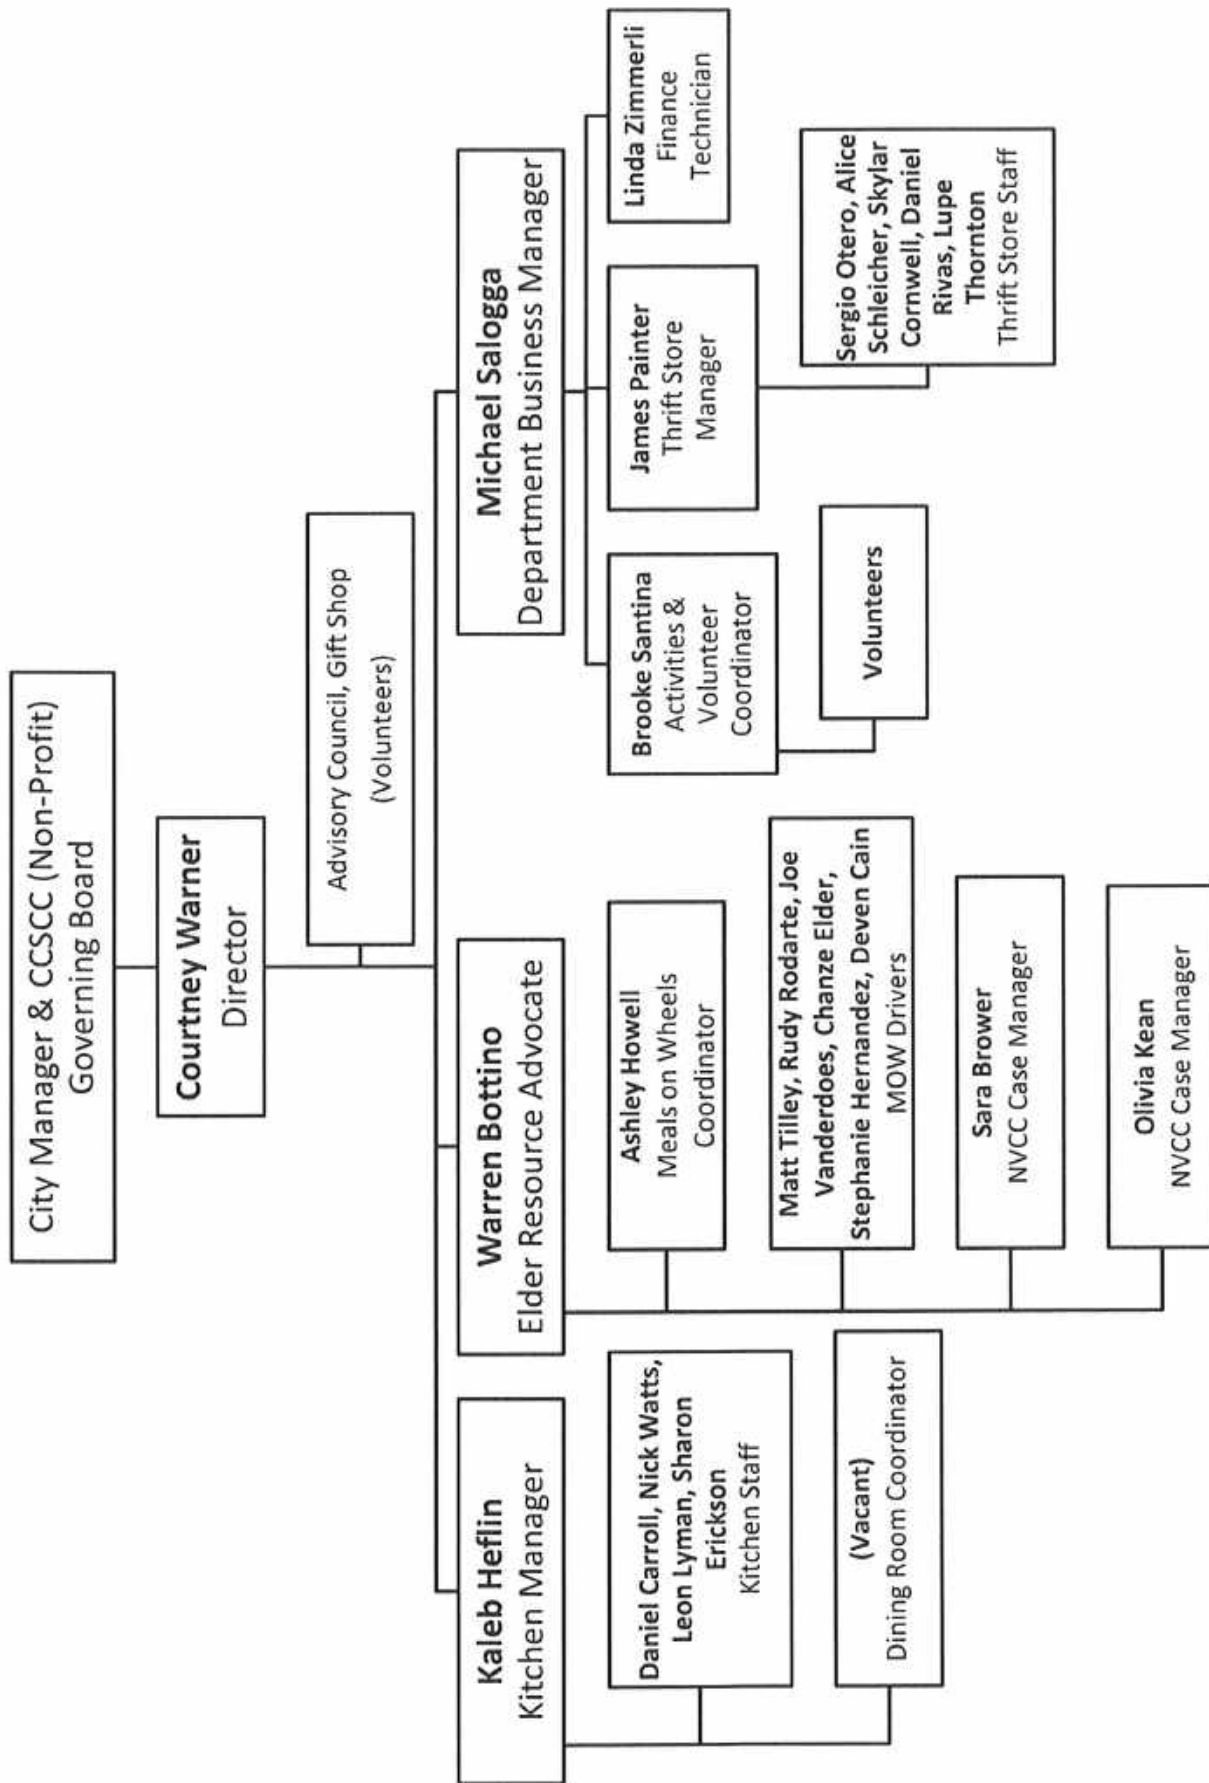 City Manager & CCSCC (Non-Profit)
Governing Board
Courtney Warner
Director
Advisory Council, Gift Shop
(Volunteers)
Kaleb Heflin
Kitchen Manager
Warren Bottino
Elder Resource Advocate
Michael Salogga
Department Business Manager
Daniel Carroll, Nick Watts,
Leon Lyman, Sharon
Erickson
Kitchen Staff
(Vacant)
Dining Room Coordinator
Ashley Howell
Meals on Wheels
Coordinator
Matt Tilley, Rudy Rodarte, Joe
Vanderdoes, Chanze Elder,
Stephanie Hernandez, Deven Cain
MOW Drivers
Sara Brower
NVCC Case Manager
Olivia Kean
NVCC Case Manager
Brooke Santina
Activities &
Volunteer
Coordinator
Volunteers
James Painter
Thrift Store
Manager
Sergio Otero, Alice
Schleicher, Skylar
Cornwell, Daniel
Rivas, Lupe
Thornton
Thrift Store Staff
Linda Zimmerli
Finance
Technician